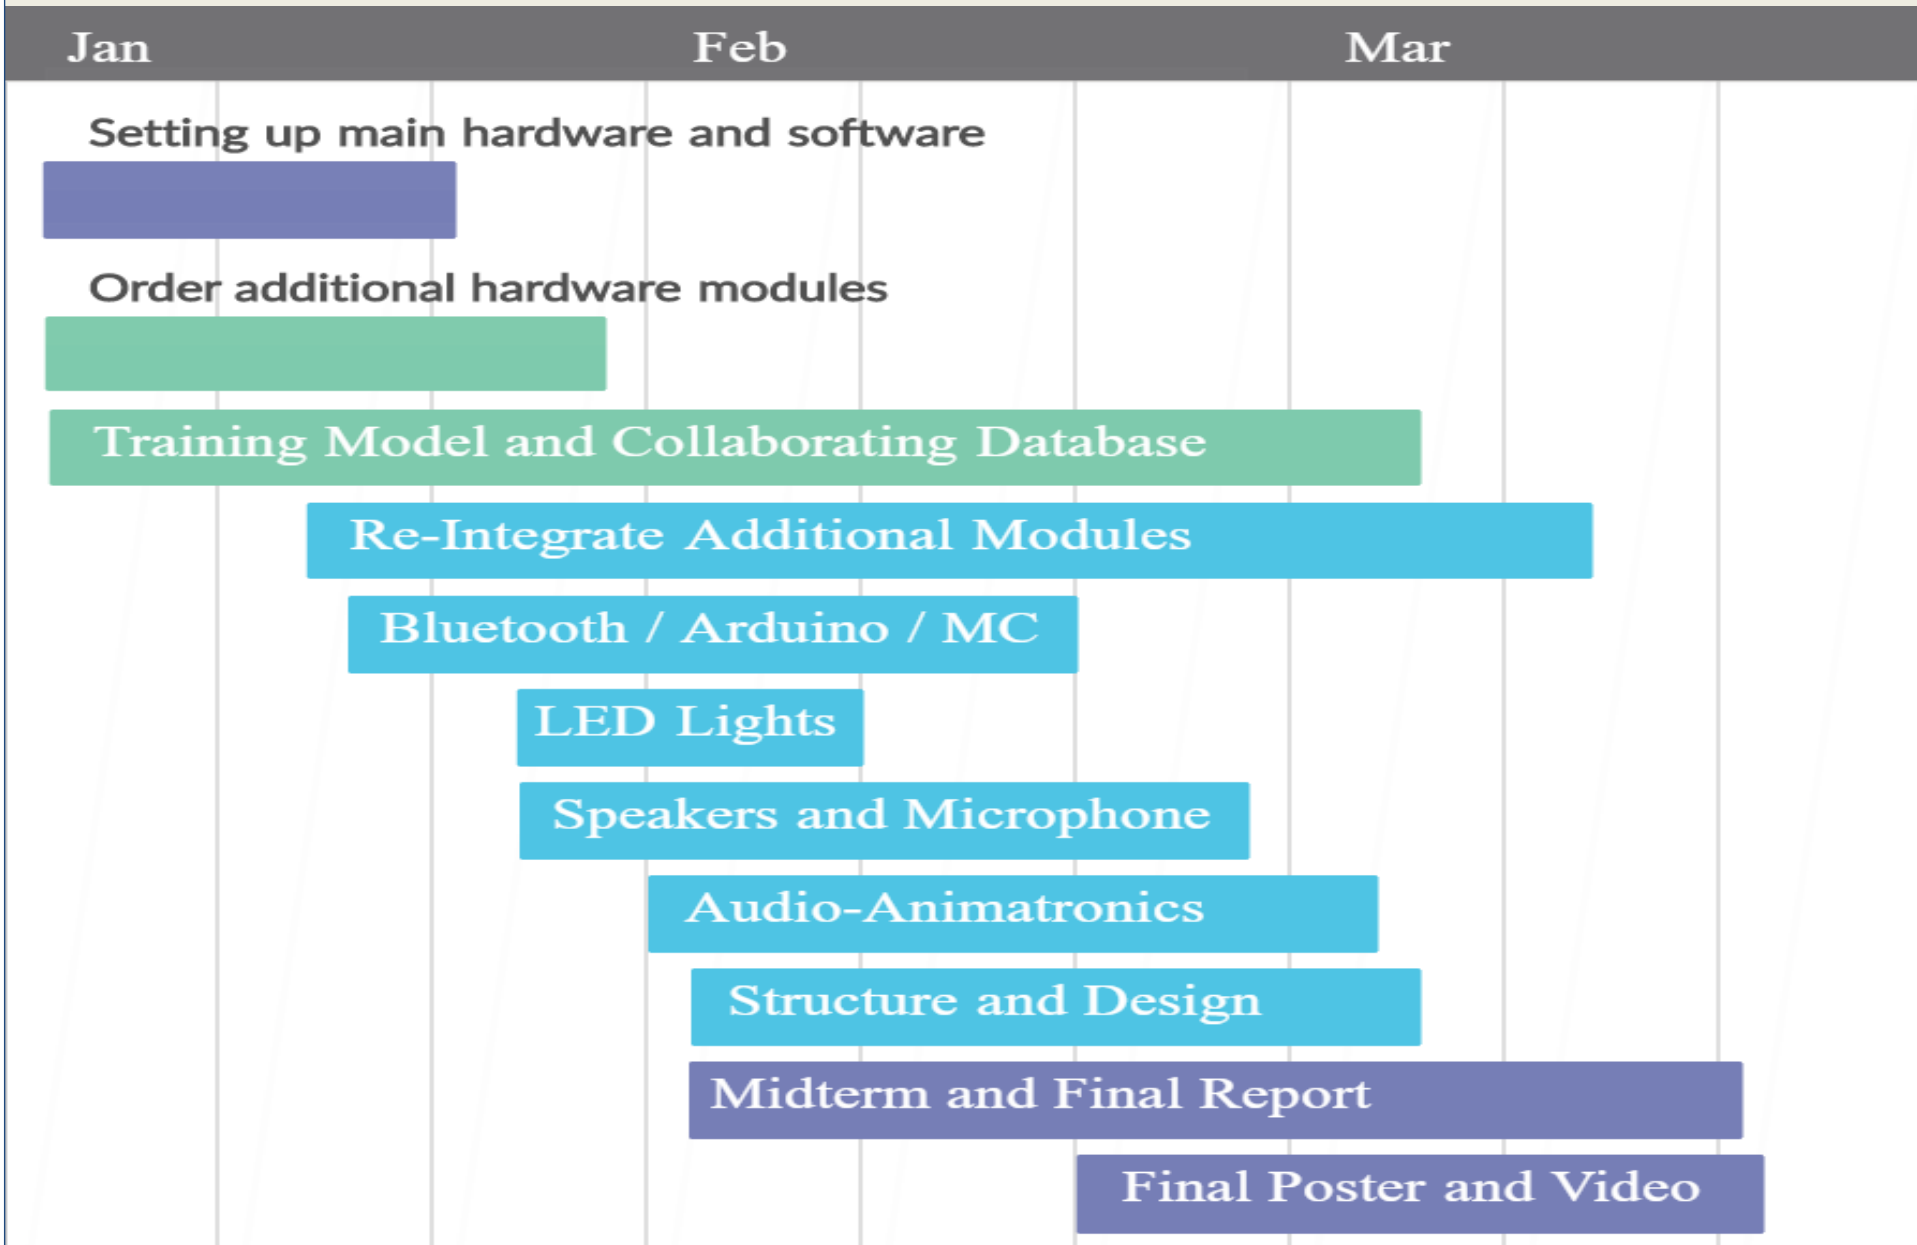 Jan Feb Mar
Setting up main hardware and software
Order additional hardware modules
Training Model and Collaborating Database
Re-Integrate Additional Modules
Bluetooth / Arduino / MC
LED Lights
Speakers and Microphone
Audio-Animatronics
Structure and Design
Midterm and Final Report
Final Poster and Video